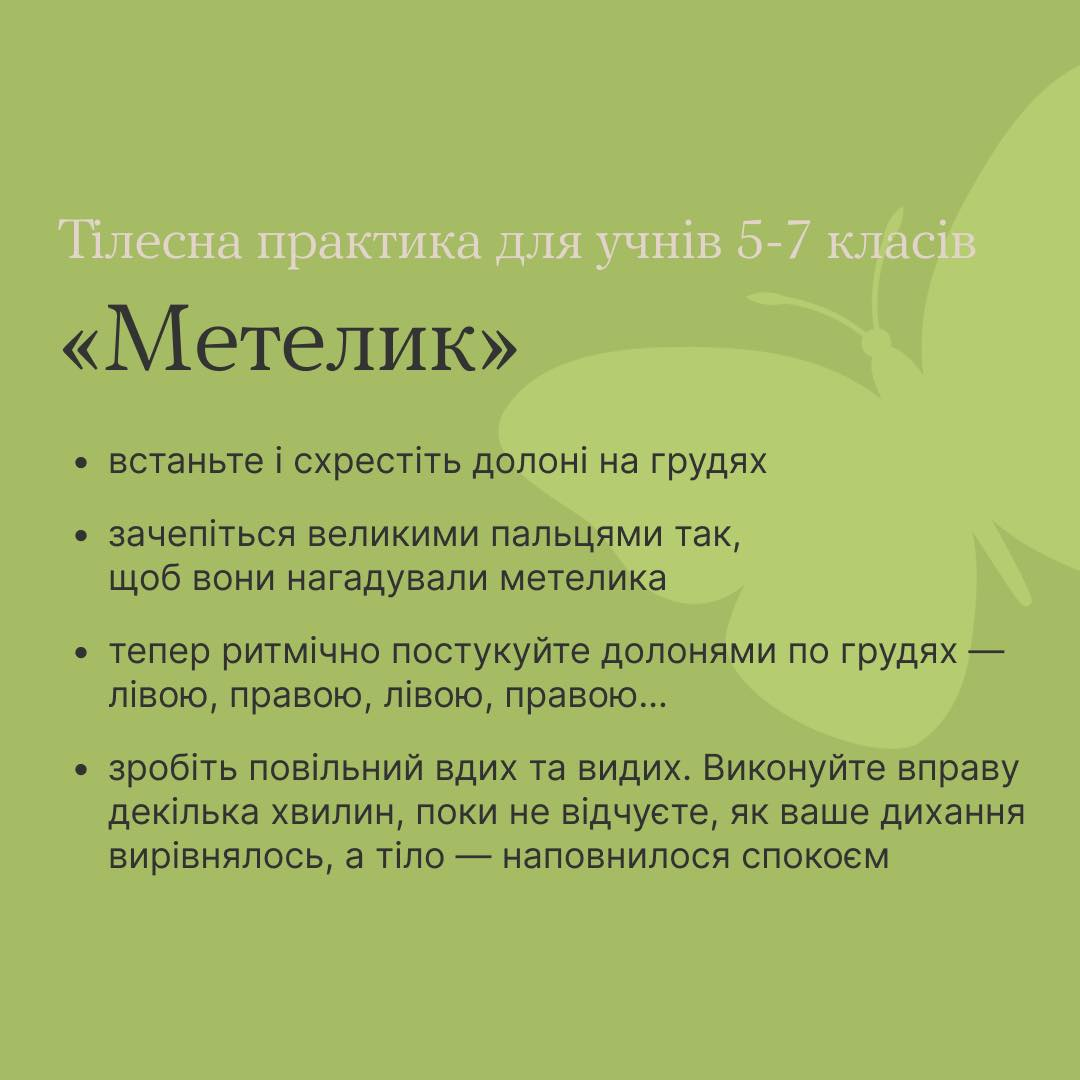 Тілесна практика для учнів 5-7 класів
«Метелик»
• встаньте і схрестіть долоні на грудях
• зачепіться великими пальцями так,
щоб вони нагадували метелика
• тепер ритмічно постукуйте долонями по грудях —
лівою, правою, лівою, правою...
• зробіть повільний вдих та видих. Виконуйте вправу
декілька хвилин, поки не відчуєте, як ваше дихання
вирівнялось, а тіло — наповнилося спокоєм